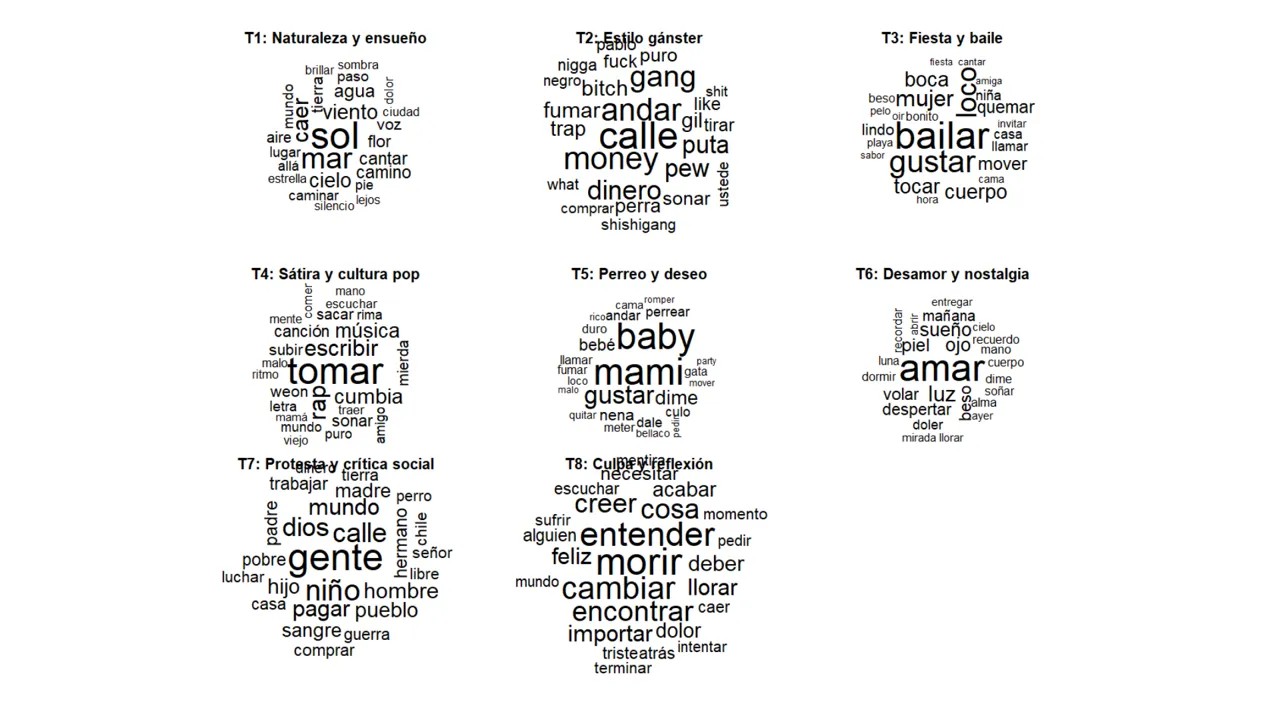 T1: Naturaleza y ensueño
sombra
brillar
paso
mundo
tierra
agua
dolor
caer
viento
ciudad
voz
aire
sol
flor
lugar
mar
cantar
allá
camino
estrella
cielo
pie
caminar
lejos
silencio
T2: Estilo gánster
pablo
puro
nigga
fuck
negro
bitch
gang
shit
fumar
andar
like
gil
tirar
trap
calle
puta
money
pew
what
dinero
sonar
ustede
comprar
perra
shishigang
T3: Fiesta y baile
fiesta
cantar
boca
loco
amiga
beso
mujer
niña
pelo
oir
bonito
quemar
invitar
lindo
bailar
casa
playa
llamar
sabor
gustar
mover
cama
tocar
cuerpo
hora
T4: Sátira y cultura pop
comer
mano
escuchar
mente
sacar
rima
canción
música
subir
escribir
mierda
malo
tomar
ritmo
weon
rap
cumbia
letra
traer
mamá
sonar
amigo
mundo
puro
viejo
T5: Perreo y deseo
romper
cama
rico
andar
perrear
duro
baby
bebé
llamar
party
fumar
mami
gata
loco
mover
malo
gustar
dime
quitar
nena
culo
dale
meter
bellaco
pedir
T6: Desamor y nostalgia
entregar
recordar
abrir
mañana
sueño
cielo
piel
ojo
recuerdo
mano
luna
amar
cuerpo
dormir
dime
volar
luz
soñar
beso
alma
despertar
ayer
doler
mirada
llorar
T7: Protesta y crítica social
dinero
tierra
trabajar
madre
perro
padre
mundo
dios
calle
hermano
chile
pobre
gente
señor
luchar
libre
hijo
niño
hombre
casa
pagar
pueblo
sangre
guerra
comprar
T8: Culpa y reflexión
mentira
necesitar
escuchar
acabar
creer
cosa
momento
sufrir
alguien
entender
pedir
feliz
morir
deber
mundo
cambiar
llorar
encontrar
caer
importar
dolor
triste
atrás
intentar
terminar